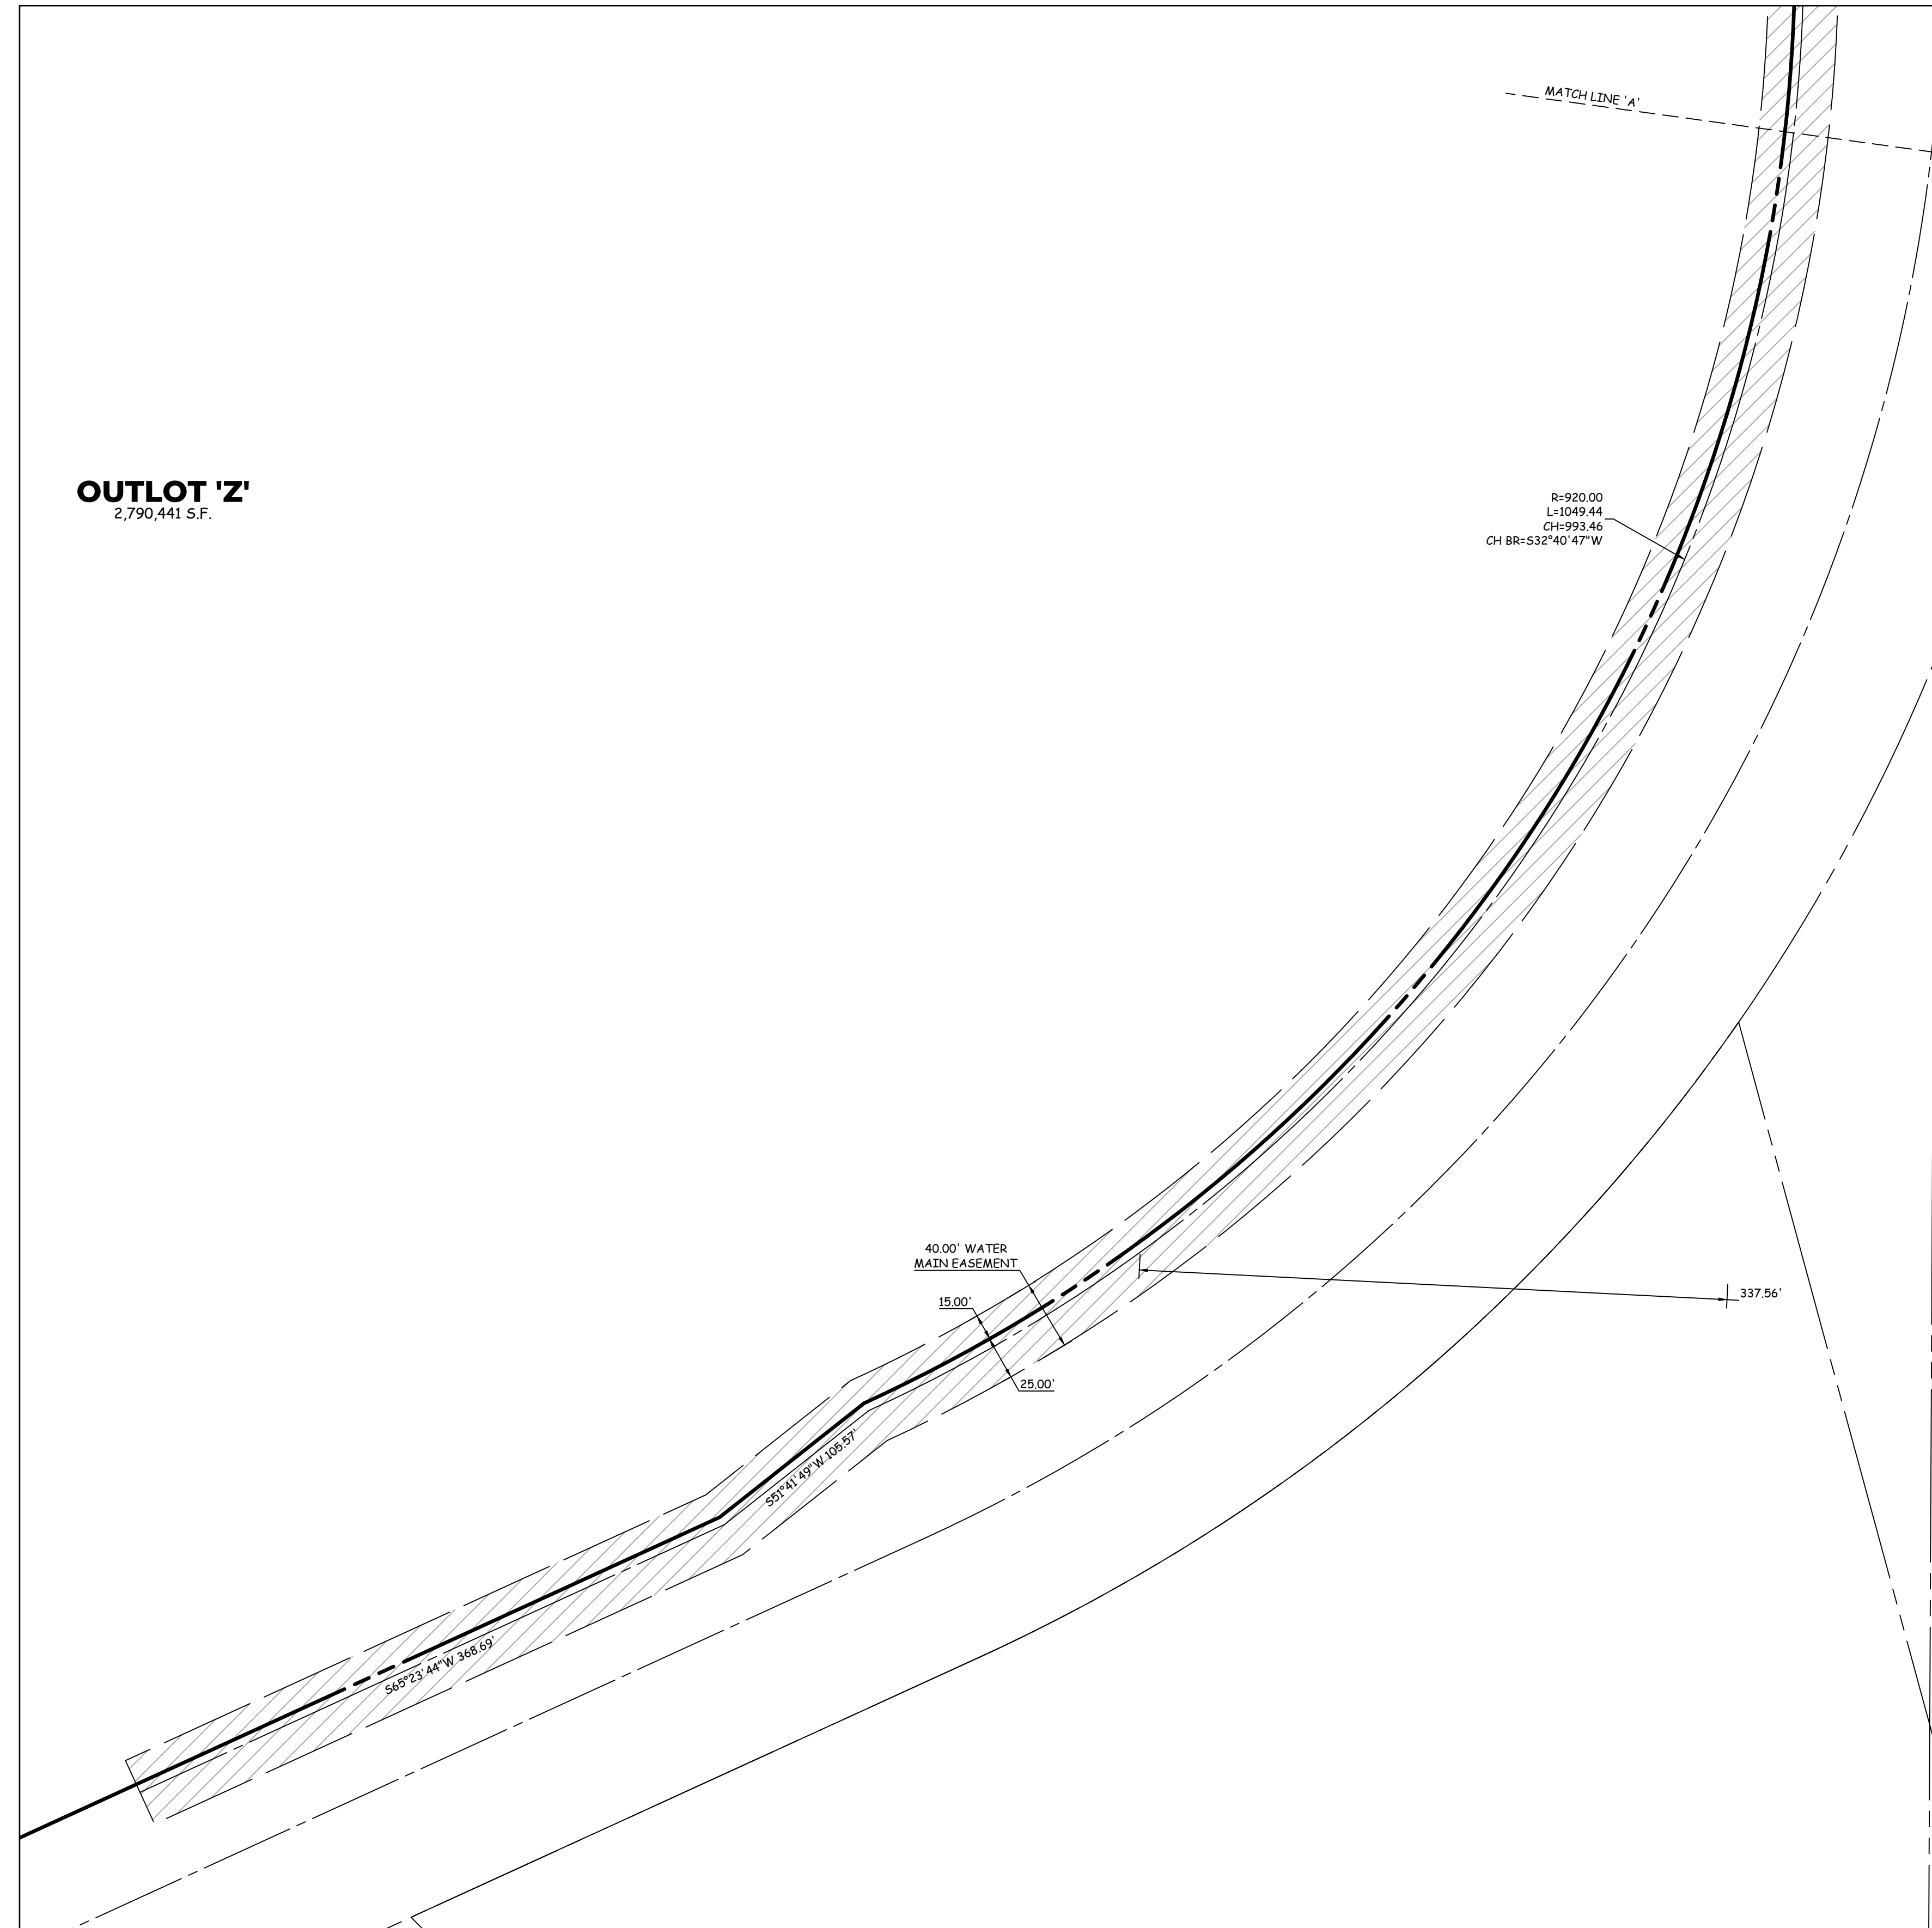 MATCH LINE 'A'
OUTLOT 'Z'
2,790,441 S.F.
R=920.00
L=1049.44
CH=993.46
CH BR=S32°40'47"W
40.00' WATER
MAIN EASEMENT
15.00'
337.56'
25.00'
S51°41'49"W 105.57'
S65°23'44"W 368.69'